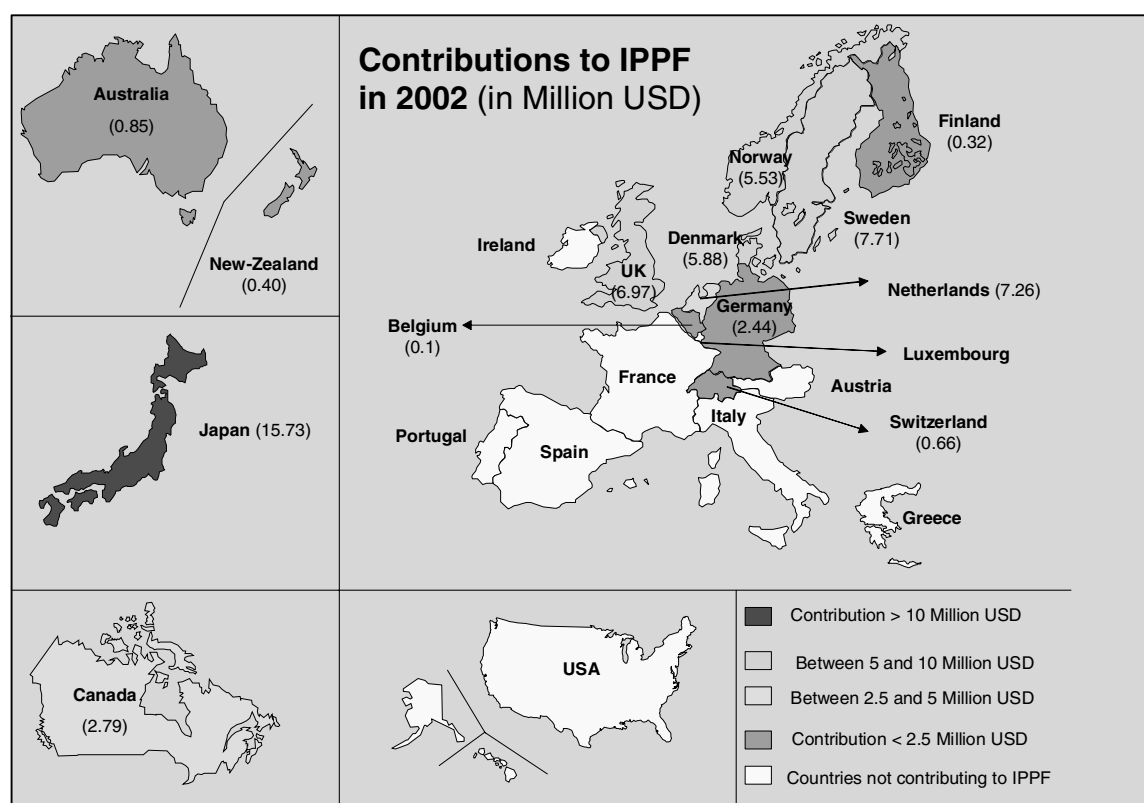 Contributions to IPPF
in 2002 (in Million USD)
Australia
(0.85)
New-Zealand
(0.40)
Japan (15.73)
Canada
(2.79)
Finland
(0.32)
Norway
(5.53)
Sweden
(7.71)
Denmark
(5.88)
Ireland
UK
(6.97)
Netherlands (7.26)
Germany
(2.44)
Belgium
(0.1)
Luxembourg
France
Austria
Switzerland
(0.66)
Italy
Portugal
Spain
Greece
USA
Contribution > 10 Million USD
Between 5 and 10 Million USD
Between 2.5 and 5 Million USD
Contribution < 2.5 Million USD
Countries not contributing to IPPF